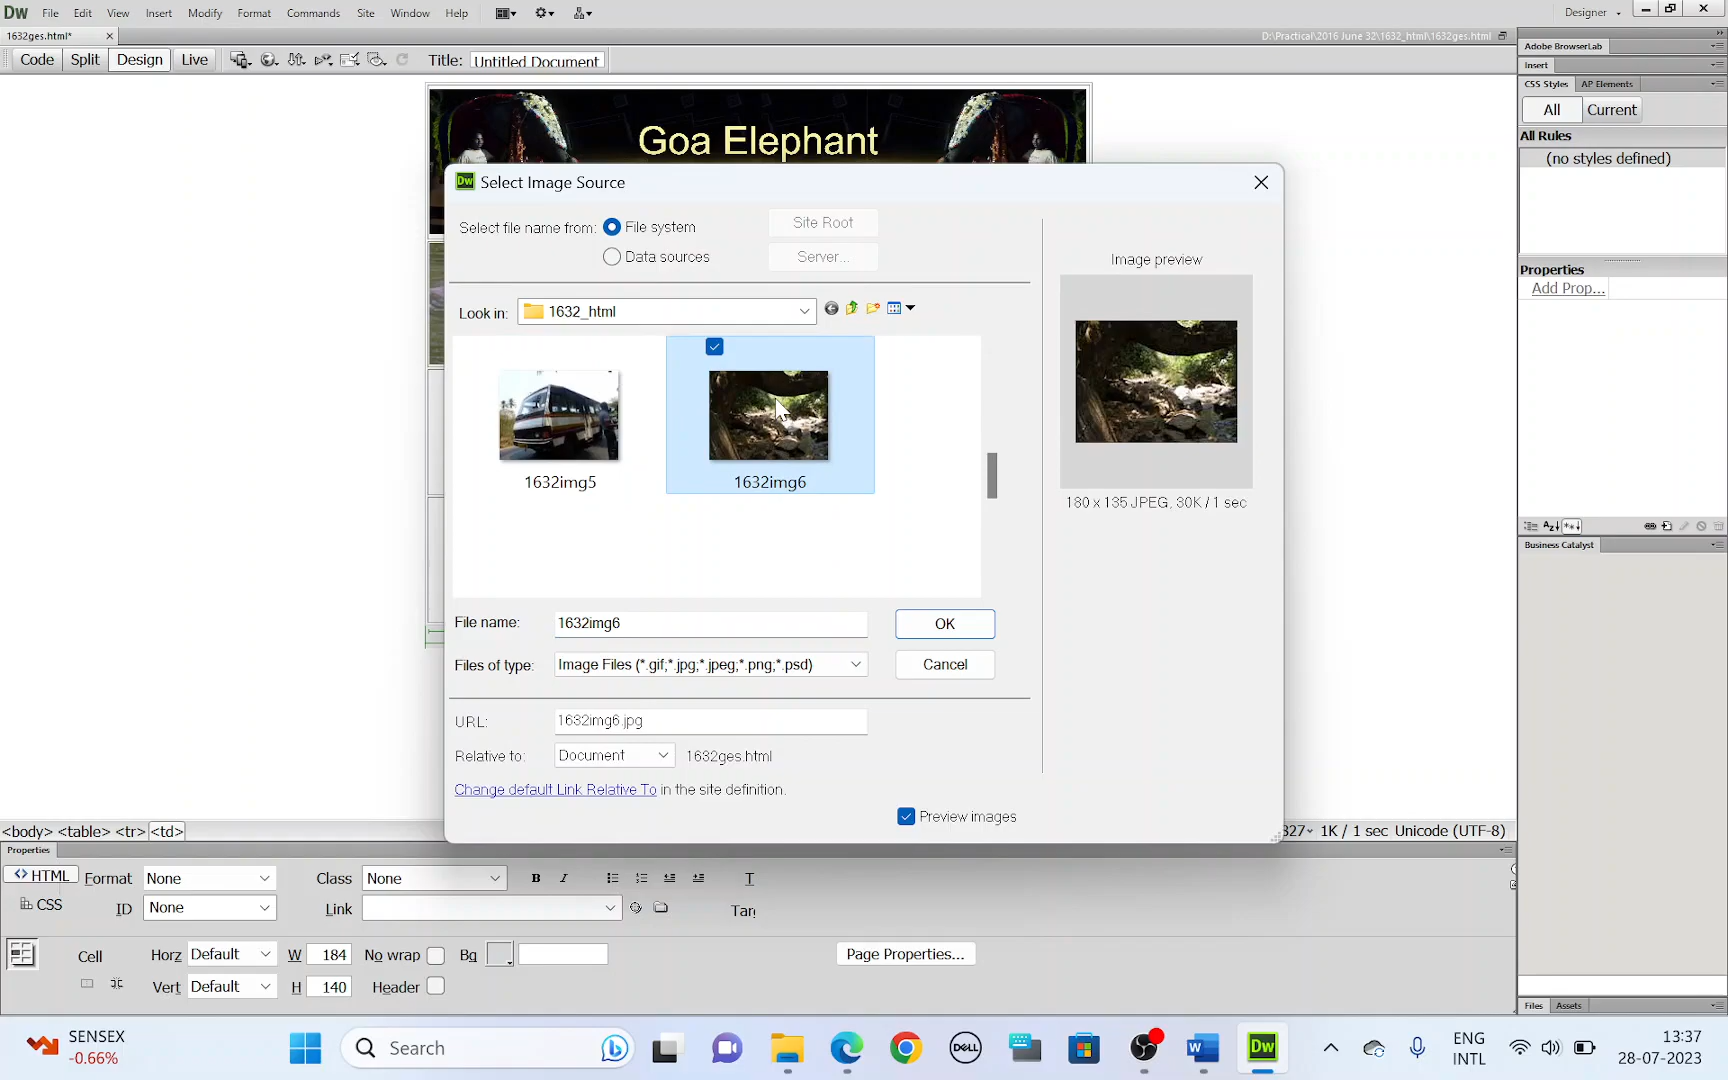 Dw File Edit View Insert Modify Format Commands Site Window Help Designer
1632ges.html* D:\Practical\2016 June 32\1632_html\1632ges.html
Code Split Design Live Title: Untitled Document
Adobe BrowserLab
Insert
CSS Styles AP Elements
All Current
All Rules
(no styles defined)
Properties
Add Prop...
Business Catalyst
Files Assets
Goa Elephant
Dw Select Image Source
Select file name from: File system Site Root
Data sources Server...
Image preview
Look in: 1632_html
1632img5 1632img6
180 x 135 JPEG, 30K / 1 sec
File name: 1632img6 OK
Files of type: Image Files (*.gif;*.jpg;*.jpeg;*.png;*.psd) Cancel
URL: 1632img6.jpg
Relative to: Document 1632ges.html
Change default Link Relative To in the site definition.
Preview images
<body> <table> <tr> <td> 327 1K / 1 sec Unicode (UTF-8)
Properties
<> HTML Format None Class None B I T
CSS ID None Link Tar
Cell Horz Default W 184 No wrap Bg Page Properties...
Vert Default H 140 Header
SENSEX
-0.66%
Search
DELL
W
Dw
ENG
INTL
13:37
28-07-2023